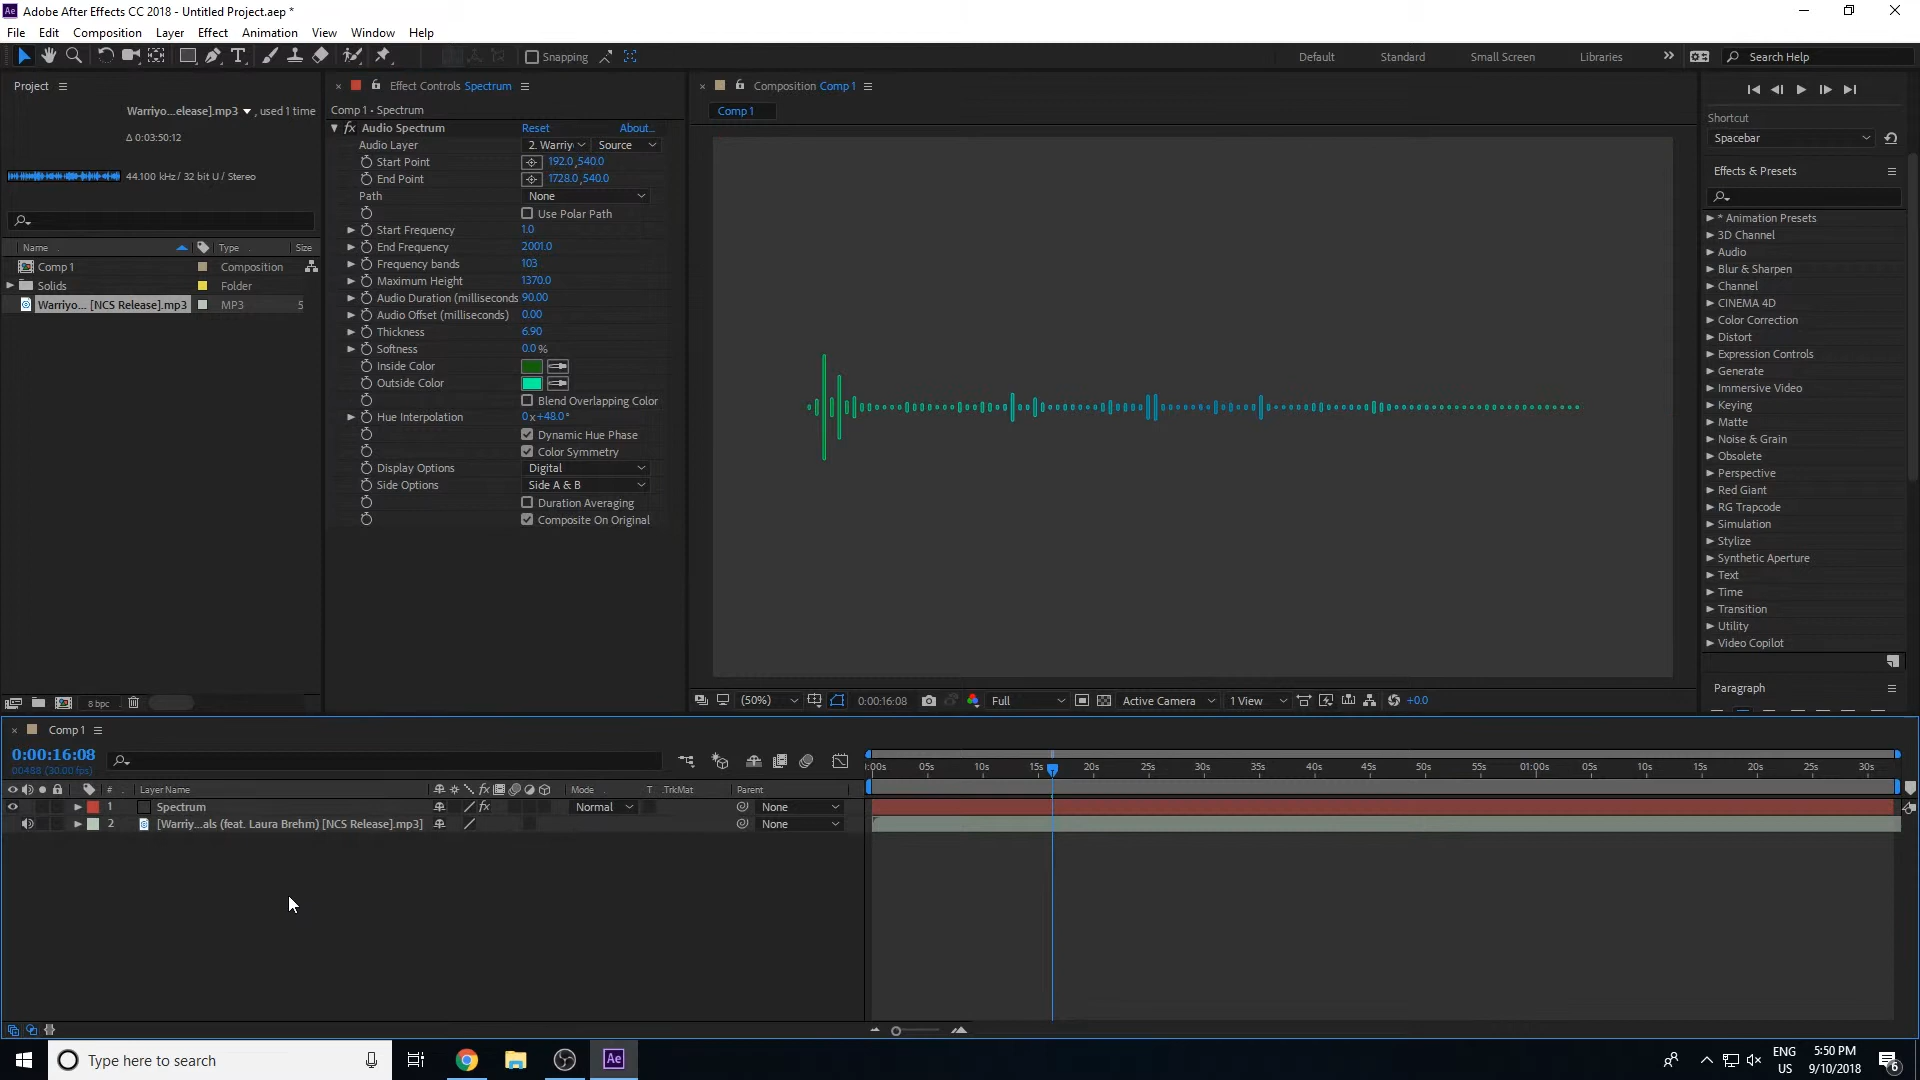 Adobe After Effects CC 2018 - Untitled Project.aep *
File Edit Composition Layer Effect Animation View Window Help
Snapping
Default Standard Small Screen Libraries Search Help
Project
Warriyo...elease].mp3 , used 1 time
Δ 0:03:50:12
44.100 kHz / 32 bit U / Stereo
Name Type Size
Comp 1 Composition
Solids Folder
Warriyo... [NCS Release].mp3 MP3 5
8 bpc
Effect Controls Spectrum
Comp 1 • Spectrum
fx Audio Spectrum Reset About...
Audio Layer 2. Warriy Source
Start Point 192.0,540.0
End Point 1728.0,540.0
Path None
Use Polar Path
Start Frequency 1.0
End Frequency 2001.0
Frequency bands 103
Maximum Height 1370.0
Audio Duration (milliseconds 90.00
Audio Offset (milliseconds) 0.00
Thickness 6.90
Softness 0.0 %
Inside Color
Outside Color
Blend Overlapping Color
Hue Interpolation 0x+48.0°
Dynamic Hue Phase
Color Symmetry
Display Options Digital
Side Options Side A & B
Duration Averaging
Composite On Original
Composition Comp 1
Comp 1
(50%) 0:00:16:08 Full Active Camera 1 View +0.0
Shortcut
Spacebar
Effects & Presets
* Animation Presets
3D Channel
Audio
Blur & Sharpen
Channel
CINEMA 4D
Color Correction
Distort
Expression Controls
Generate
Immersive Video
Keying
Matte
Noise & Grain
Obsolete
Perspective
Red Giant
RG Trapcode
Simulation
Stylize
Synthetic Aperture
Text
Time
Transition
Utility
Video Copilot
Paragraph
Comp 1
0:00:16:08
00488 (30.00 fps)
:00s 05s 10s 15s 20s 25s 30s 35s 40s 45s 50s 55s 01:00s 05s 10s 15s 20s 25s 30s
# Layer Name fx Mode T .TrkMat Parent
1 Spectrum fx Normal None
2 [Warriy...als (feat. Laura Brehm) [NCS Release].mp3] None
Type here to search
Ae
ENG
US
5:50 PM
9/10/2018
6